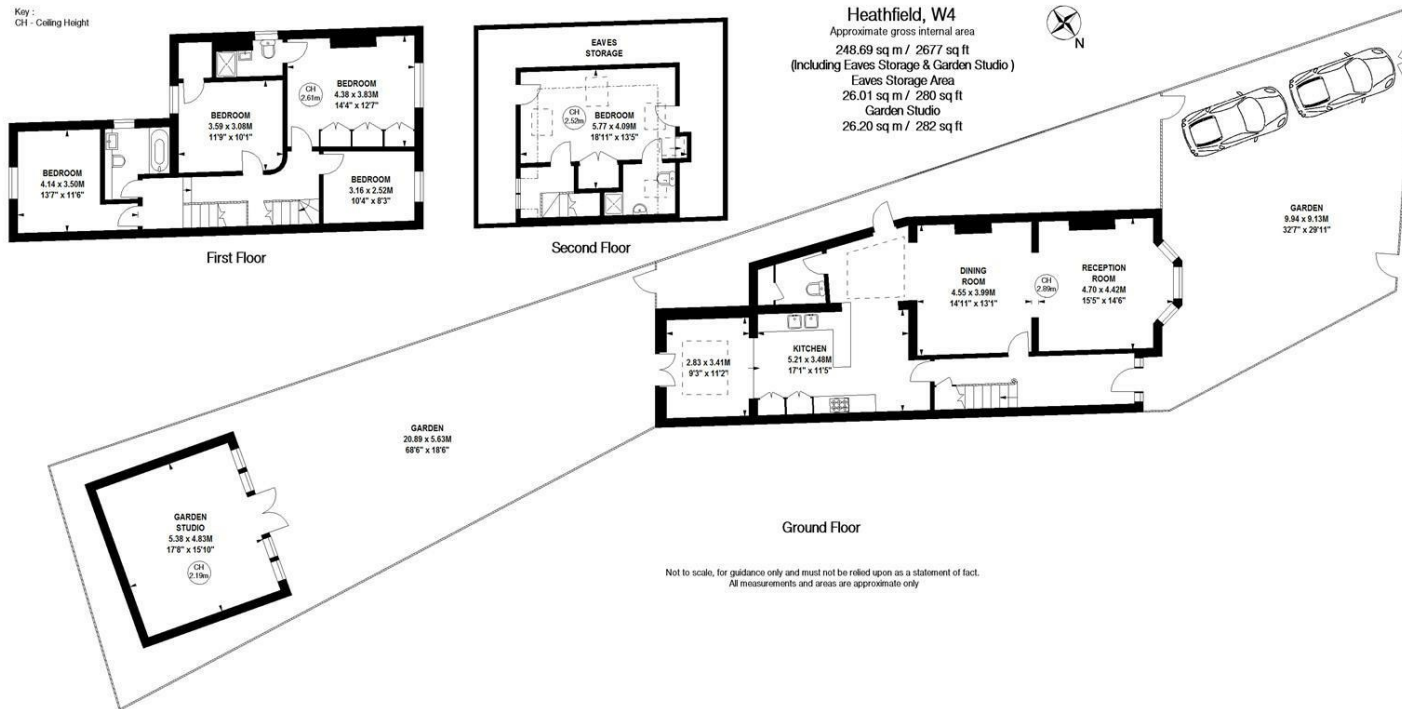 Key :
CH - Ceiling Height
Heathfield, W4
Approximate gross internal area
248.69 sq m / 2677 sq ft
(Including Eaves Storage & Garden Studio )
Eaves Storage Area
26.01 sq m / 280 sq ft
Garden Studio
26.20 sq m / 282 sq ft
N
BEDROOM
4.38 x 3.83M
14'4" x 12'7"
CH
2.61m
BEDROOM
3.59 x 3.08M
11'9" x 10'1"
BEDROOM
4.14 x 3.50M
13'7" x 11'6"
BEDROOM
3.16 x 2.52M
10'4" x 8'3"
First Floor
EAVES
STORAGE
CH
2.52m
BEDROOM
5.77 x 4.09M
18'11" x 13'5"
Second Floor
GARDEN
9.94 x 9.13M
32'7" x 29'11"
DINING
ROOM
4.55 x 3.99M
14'11" x 13'1"
CH
2.89m
RECEPTION
ROOM
4.70 x 4.42M
15'5" x 14'6"
KITCHEN
5.21 x 3.48M
17'1" x 11'5"
2.83 x 3.41M
9'3" x 11'2"
GARDEN
20.89 x 5.63M
68'6" x 18'6"
GARDEN
STUDIO
5.38 x 4.83M
17'8" x 15'10"
CH
2.19m
Ground Floor
Not to scale, for guidance only and must not be relied upon as a statement of fact.
All measurements and areas are approximate only